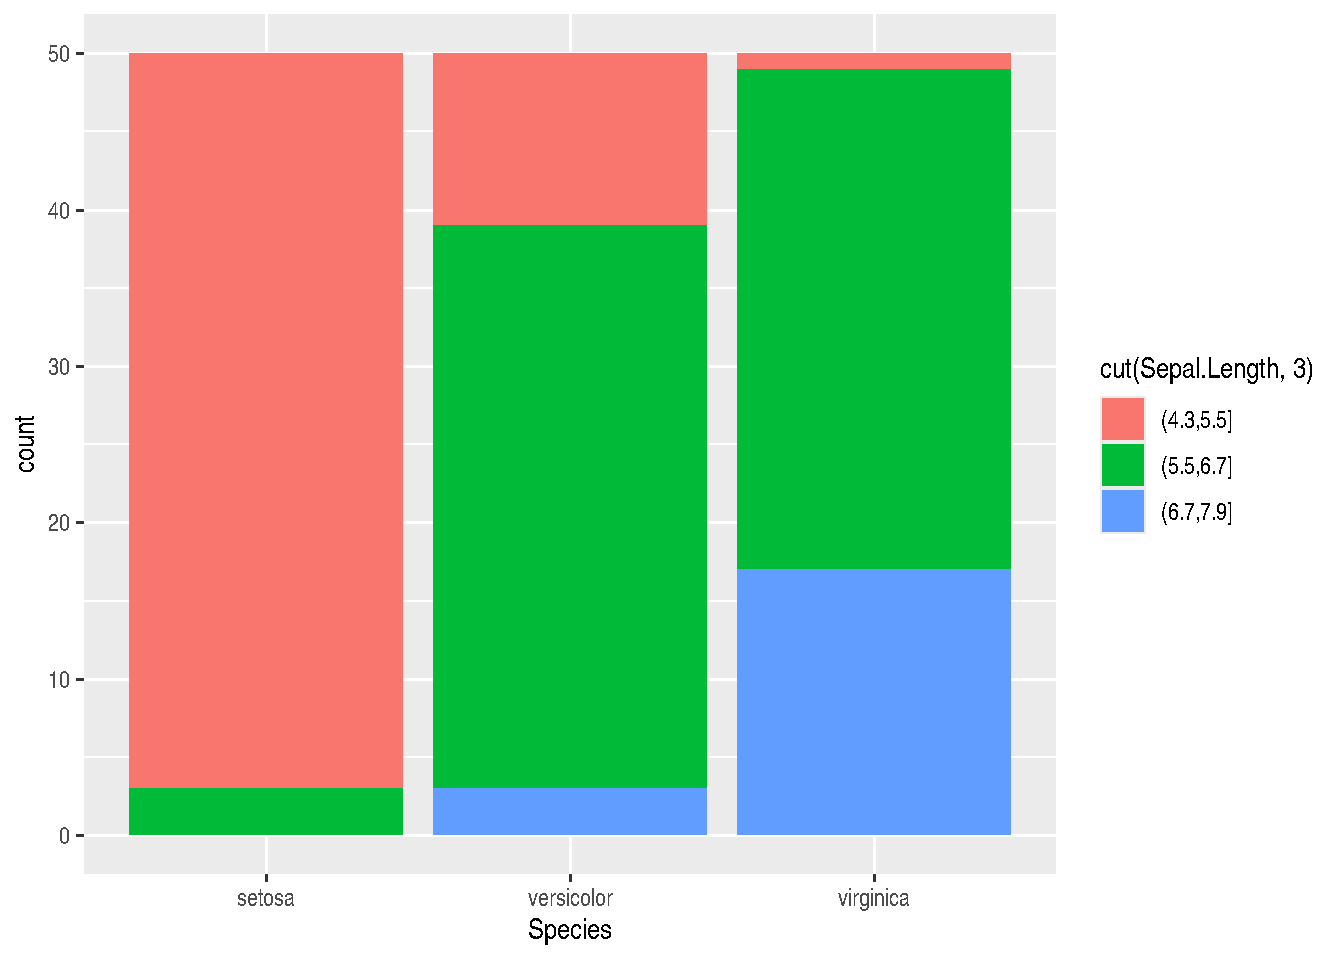 50
40
30
20
10
0
count
setosa
versicolor
virginica
Species
cut(Sepal.Length, 3)
(4.3,5.5]
(5.5,6.7]
(6.7,7.9]